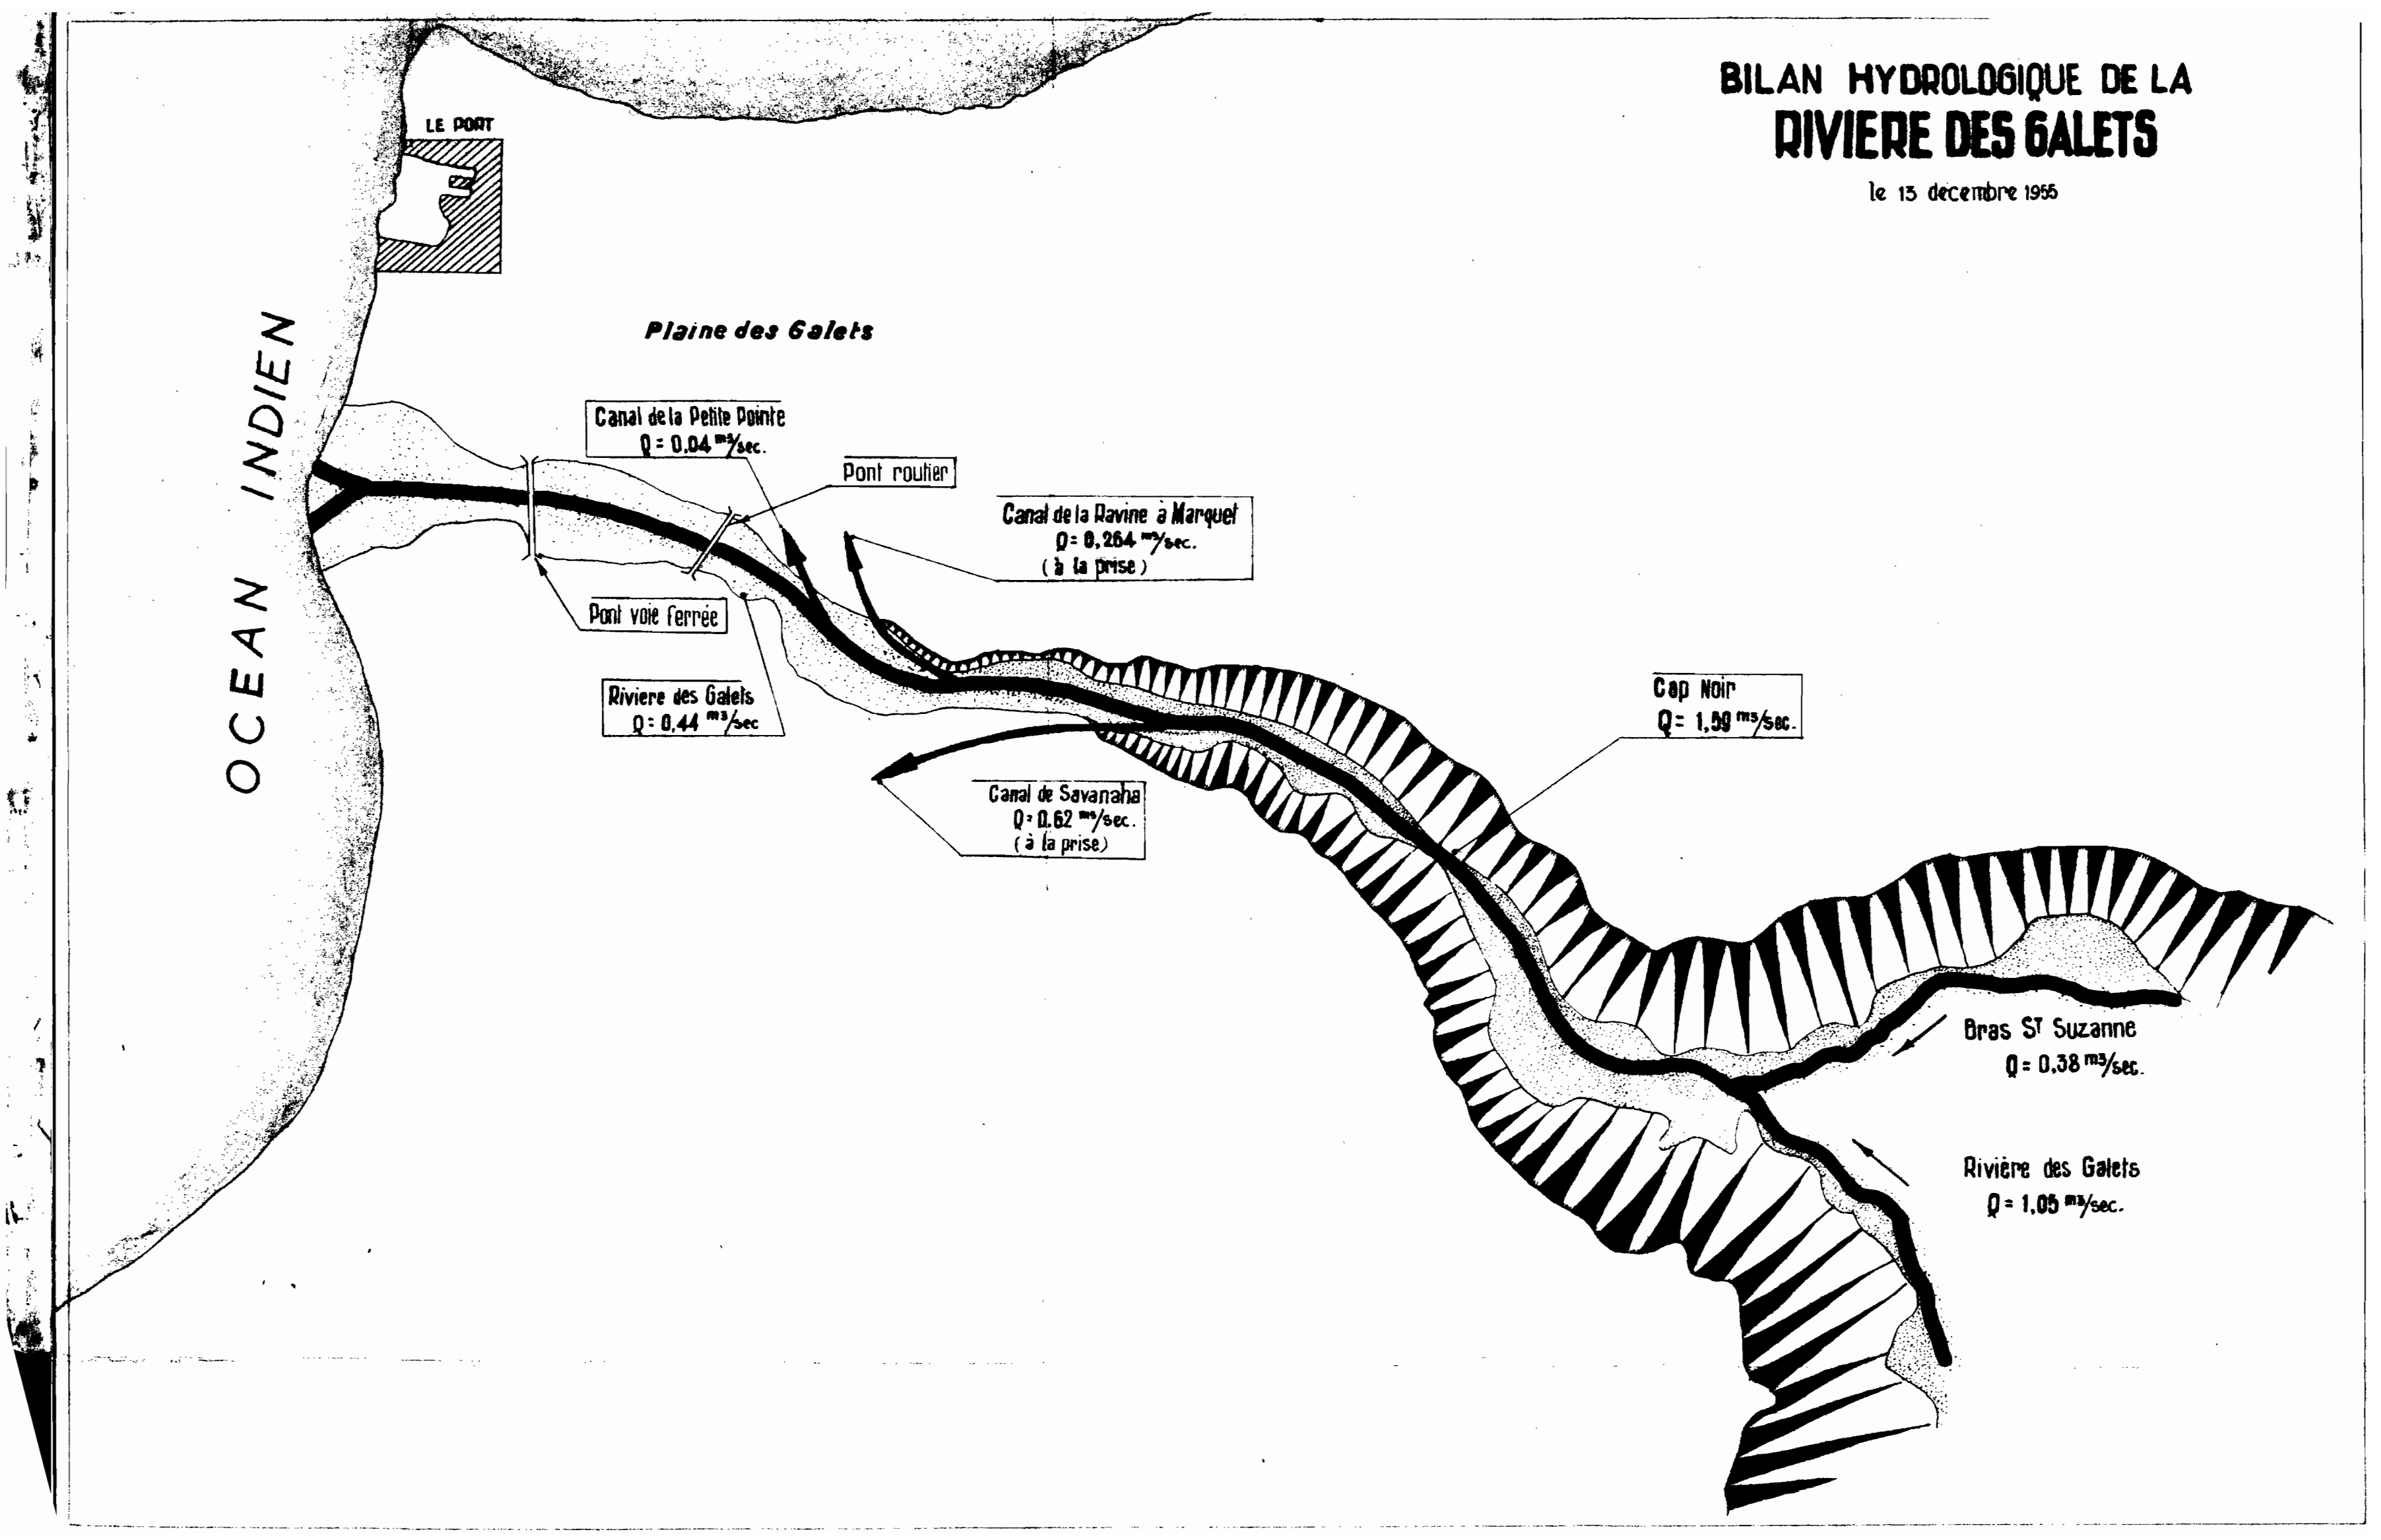 BILAN HYDROLOGIQUE DE LA
RIVIERE DES GALETS
le 13 decembre 1955
LE PORT
Plaine des Galets
OCEAN INDIEN
Canal de la Petite Pointe
Q = 0,04 m³/sec.
Pont routier
Canal de la Ravine à Marquet
Q = 0,264 m³/sec.
(à la prise)
Pont voie ferrée
Riviere des Galets
Q = 0,44 m³/sec
Canal de Savanaha
Q = 0.62 m³/sec.
(à la prise)
Cap Noir
Q = 1,59 m³/sec.
Bras Sᵀ Suzanne
Q = 0,38 m³/sec.
Rivière des Galets
Q = 1,05 m³/sec.